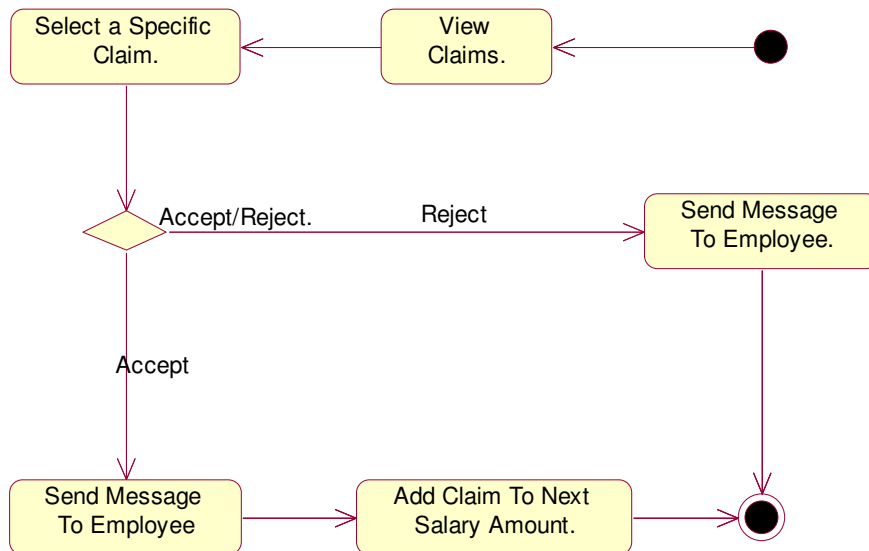 Select a Specific
Claim.
View
Claims.
Accept/Reject.
Reject
Send Message
To Employee.
Accept
Send Message
To Employee
Add Claim To Next
Salary Amount.